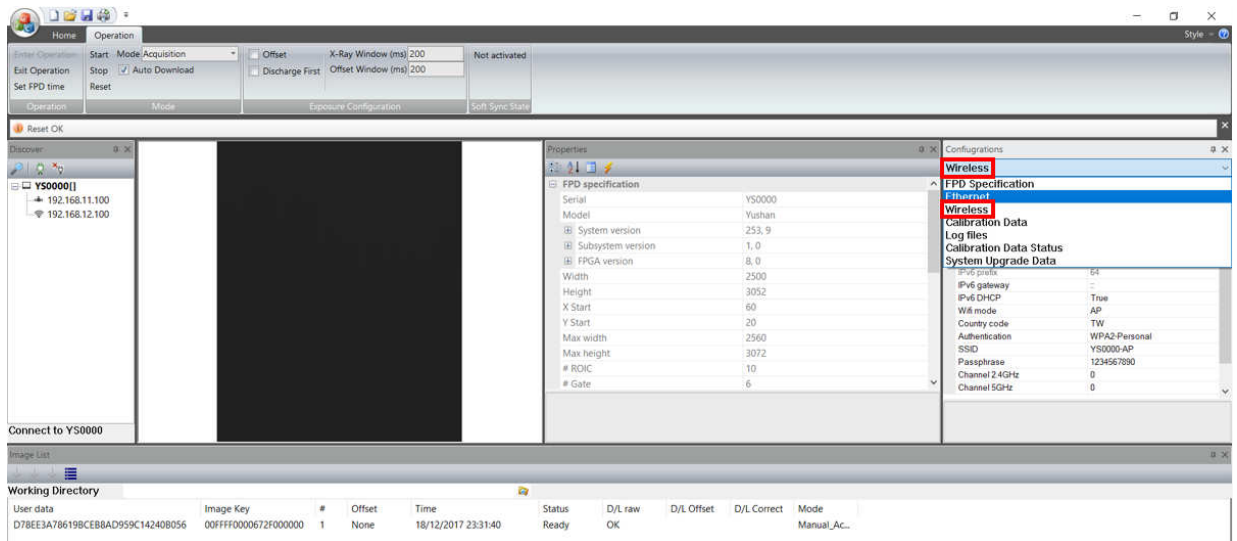 Home Operation Style
Enter Operation Start Mode Acquisition Offset X-Ray Window (ms) 200 Not activated
Exit Operation Stop Auto Download Discharge First Offset Window (ms) 200
Set FPD time Reset
Operation Mode Exposure Configuration Soft Sync State
Reset OK
Discover
YS0000[]
192.168.11.100
192.168.12.100
Connect to YS0000
Properties
FPD specification
Serial YS0000
Model Yushan
System version 253, 9
Subsystem version 1, 0
FPGA version 8, 0
Width 2500
Height 3052
X Start 60
Y Start 20
Max width 2560
Max height 3072
# ROIC 10
# Gate 6
Confiugrations
Wireless
FPD Specification
Ethernet
Wireless
Calibration Data
Log files
Calibration Data Status
System Upgrade Data
IPv6 prefix 64
IPv6 gateway ::
IPv6 DHCP True
Wifi mode AP
Country code TW
Authentication WPA2-Personal
SSID YS0000-AP
Passphrase 1234567890
Channel 2.4GHz 0
Channel 5GHz 0
Image List
Working Directory
User data Image Key # Offset Time Status D/L raw D/L Offset D/L Correct Mode
D78EE3A78619BCEB8AD959C14240B056 00FFFF0000672F000000 1 None 18/12/2017 23:31:40 Ready OK Manual_Ac...